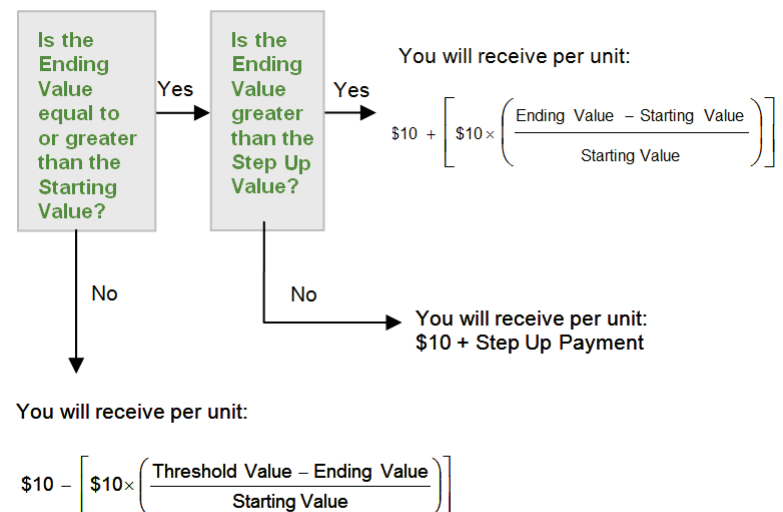 Is the
Ending
Value
equal to
or greater
than the
Starting
Value?
Yes
Is the
Ending
Value
greater
than the
Step Up
Value?
Yes
You will receive per unit:
$10 + [ $10 × ( Ending Value – Starting Value
Starting Value ) ]
No
No
You will receive per unit:
$10 + Step Up Payment
You will receive per unit:
$10 – [ $10× ( Threshold Value – Ending Value
Starting Value ) ]